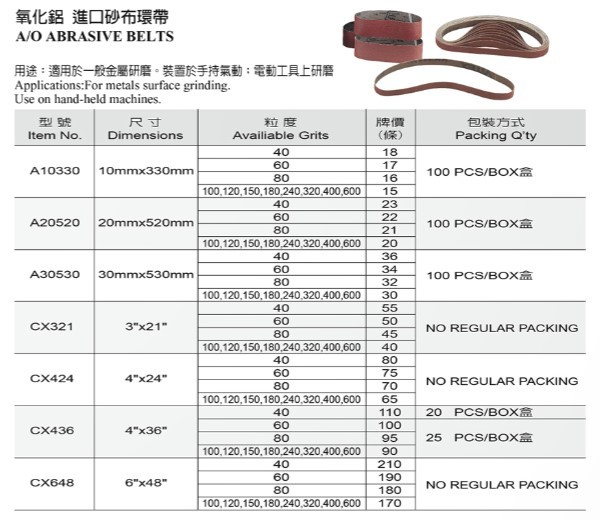 氧化鋁 進口砂布環帶
A/O ABRASIVE BELTS
用途：適用於一般金屬研磨。裝置於手持氣動；電動工具上研磨
Applications:For metals surface grinding.
Use on hand-held machines.
型號 尺寸 粒度 牌價 包裝方式
Item No. Dimensions Availiable Grits （條） Packing Q'ty
A10330 10mmx330mm 40 18 100 PCS/BOX盒
60 17
80 16
100,120,150,180,240,320,400,600 15
A20520 20mmx520mm 40 23 100 PCS/BOX盒
60 22
80 21
100,120,150,180,240,320,400,600 20
A30530 30mmx530mm 40 36 100 PCS/BOX盒
60 34
80 32
100,120,150,180,240,320,400,600 30
CX321 3"x21" 40 55 NO REGULAR PACKING
60 50
80 45
100,120,150,180,240,320,400,600 40
CX424 4"x24" 40 80 NO REGULAR PACKING
60 75
80 70
100,120,150,180,240,320,400,600 65
CX436 4"x36" 40 110 20 PCS/BOX盒
60 100 25 PCS/BOX盒
80 95
100,120,150,180,240,320,400,600 90
CX648 6"x48" 40 210 NO REGULAR PACKING
60 190
80 180
100,120,150,180,240,320,400,600 170